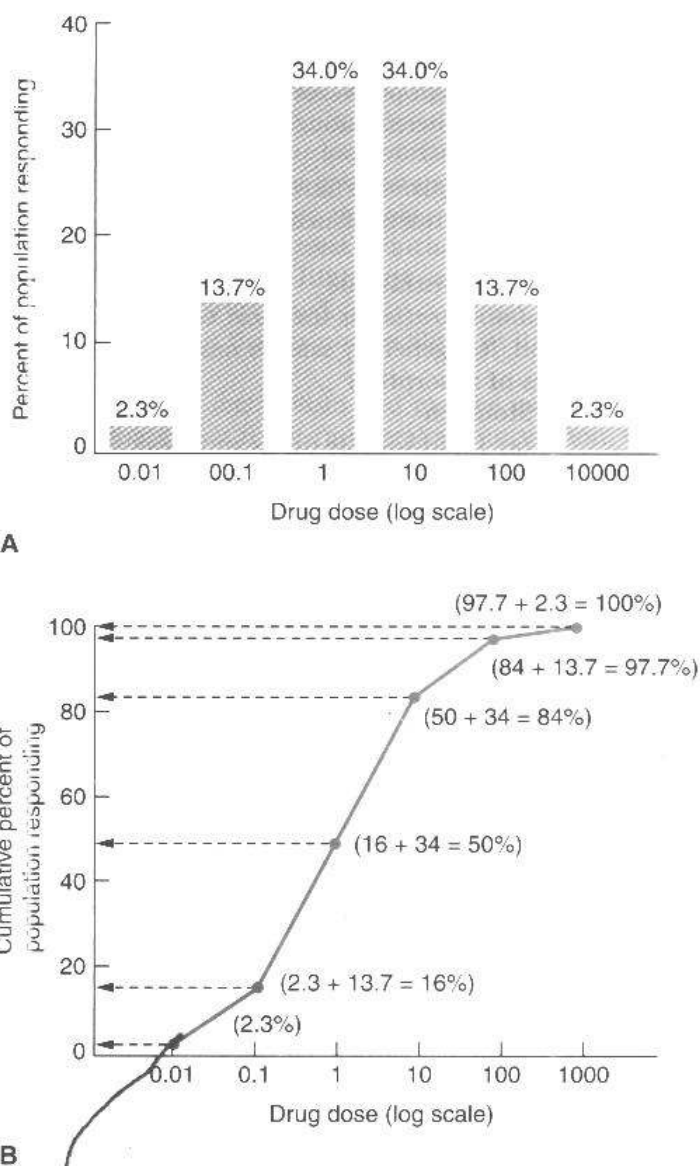 40
34.0% 34.0%
30
20
13.7% 13.7%
10
2.3% 2.3%
0
0.01 00.1 1 10 100 10000
Percent of population responding
Drug dose (log scale)
A
(97.7 + 2.3 = 100%)
100
(84 + 13.7 = 97.7%)
80
(50 + 34 = 84%)
60
(16 + 34 = 50%)
40
20
(2.3 + 13.7 = 16%)
(2.3%)
0
0.01 0.1 1 10 100 1000
Cumulative percent of
population responding
Drug dose (log scale)
B